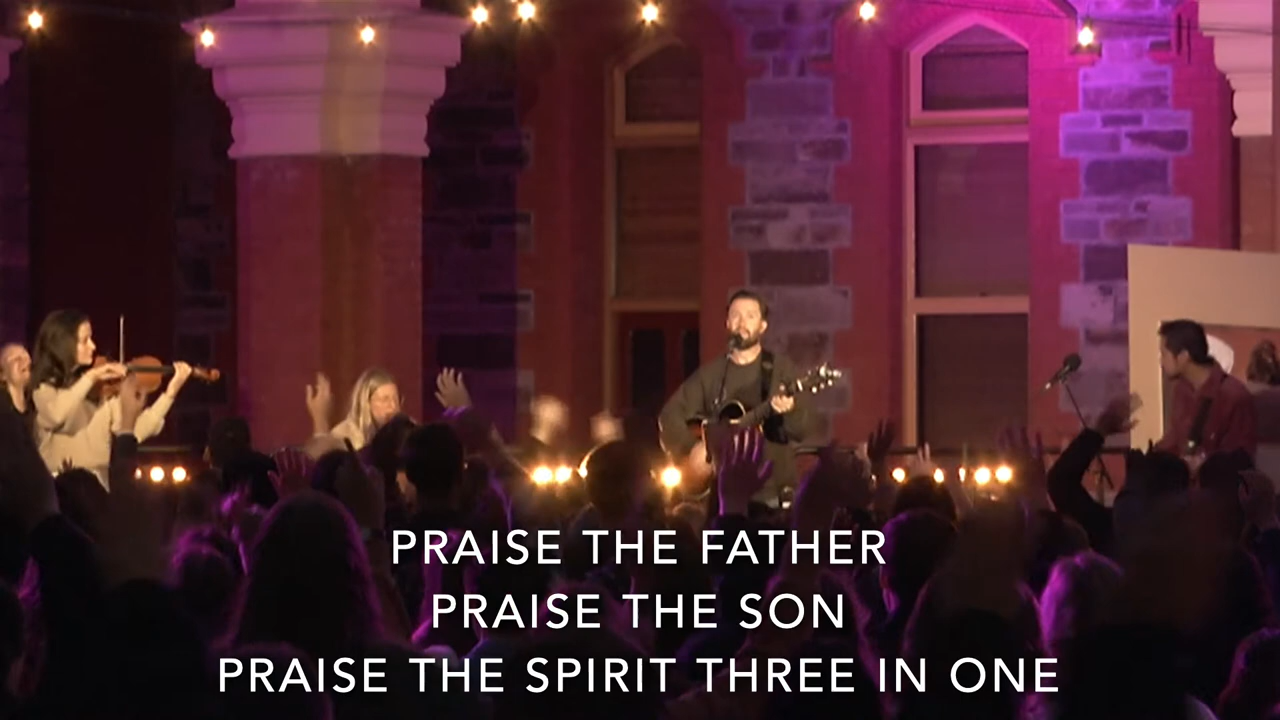 PRAISE THE FATHER
PRAISE THE SON
PRAISE THE SPIRIT THREE IN ONE